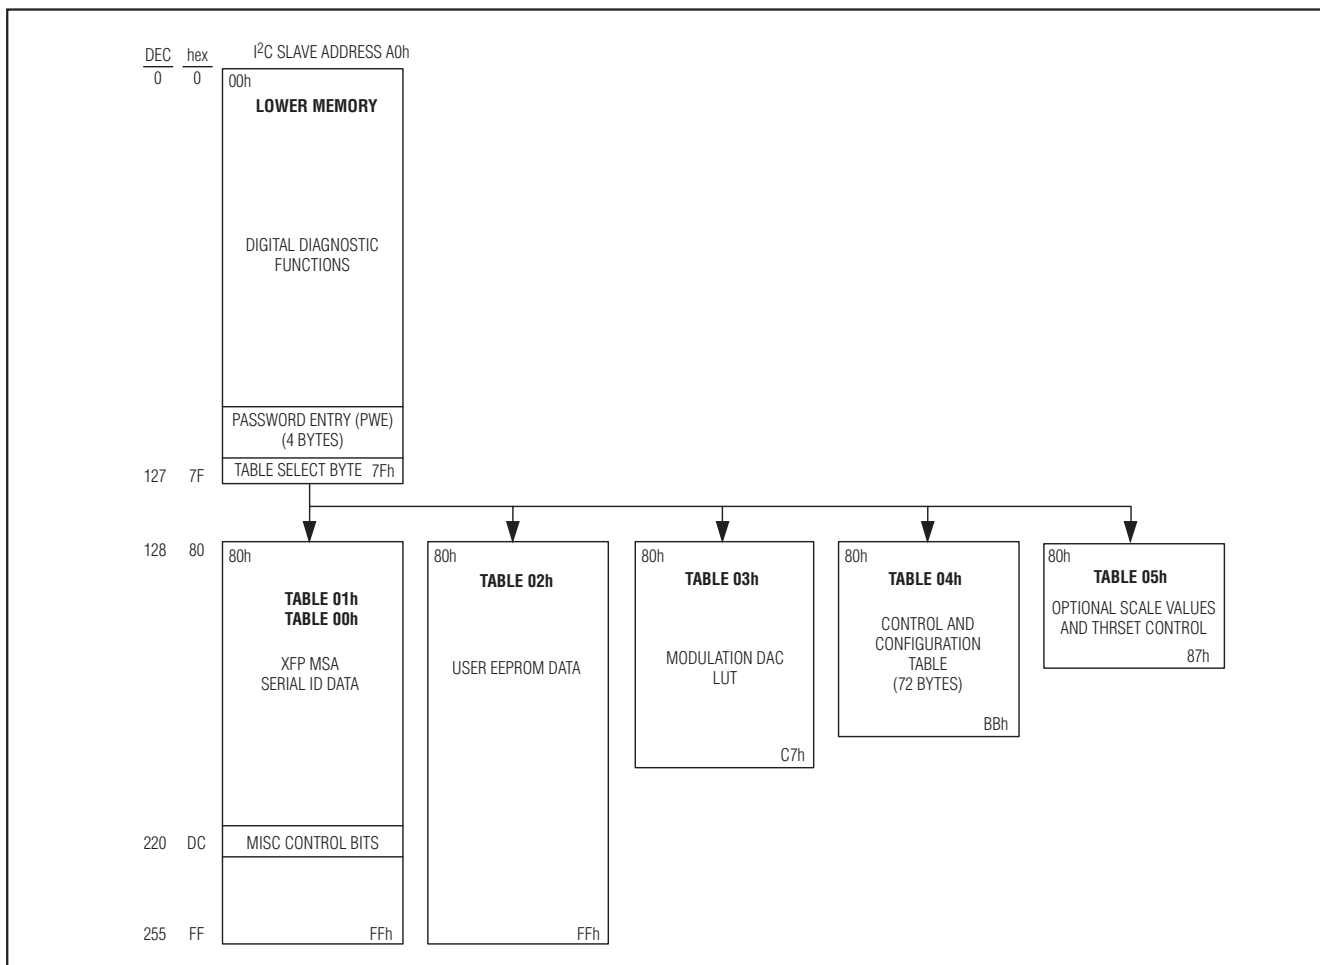 DEC hex I²C SLAVE ADDRESS A0h
0 0
00h
LOWER MEMORY
DIGITAL DIAGNOSTIC
FUNCTIONS
PASSWORD ENTRY (PWE)
(4 BYTES)
127 7F TABLE SELECT BYTE 7Fh
128 80
80h
TABLE 01h
TABLE 00h
XFP MSA
SERIAL ID DATA
220 DC MISC CONTROL BITS
255 FF FFh
80h
TABLE 02h
USER EEPROM DATA
FFh
80h
TABLE 03h
MODULATION DAC
LUT
C7h
80h
TABLE 04h
CONTROL AND
CONFIGURATION
TABLE
(72 BYTES)
BBh
80h
TABLE 05h
OPTIONAL SCALE VALUES
AND THRSET CONTROL
87h